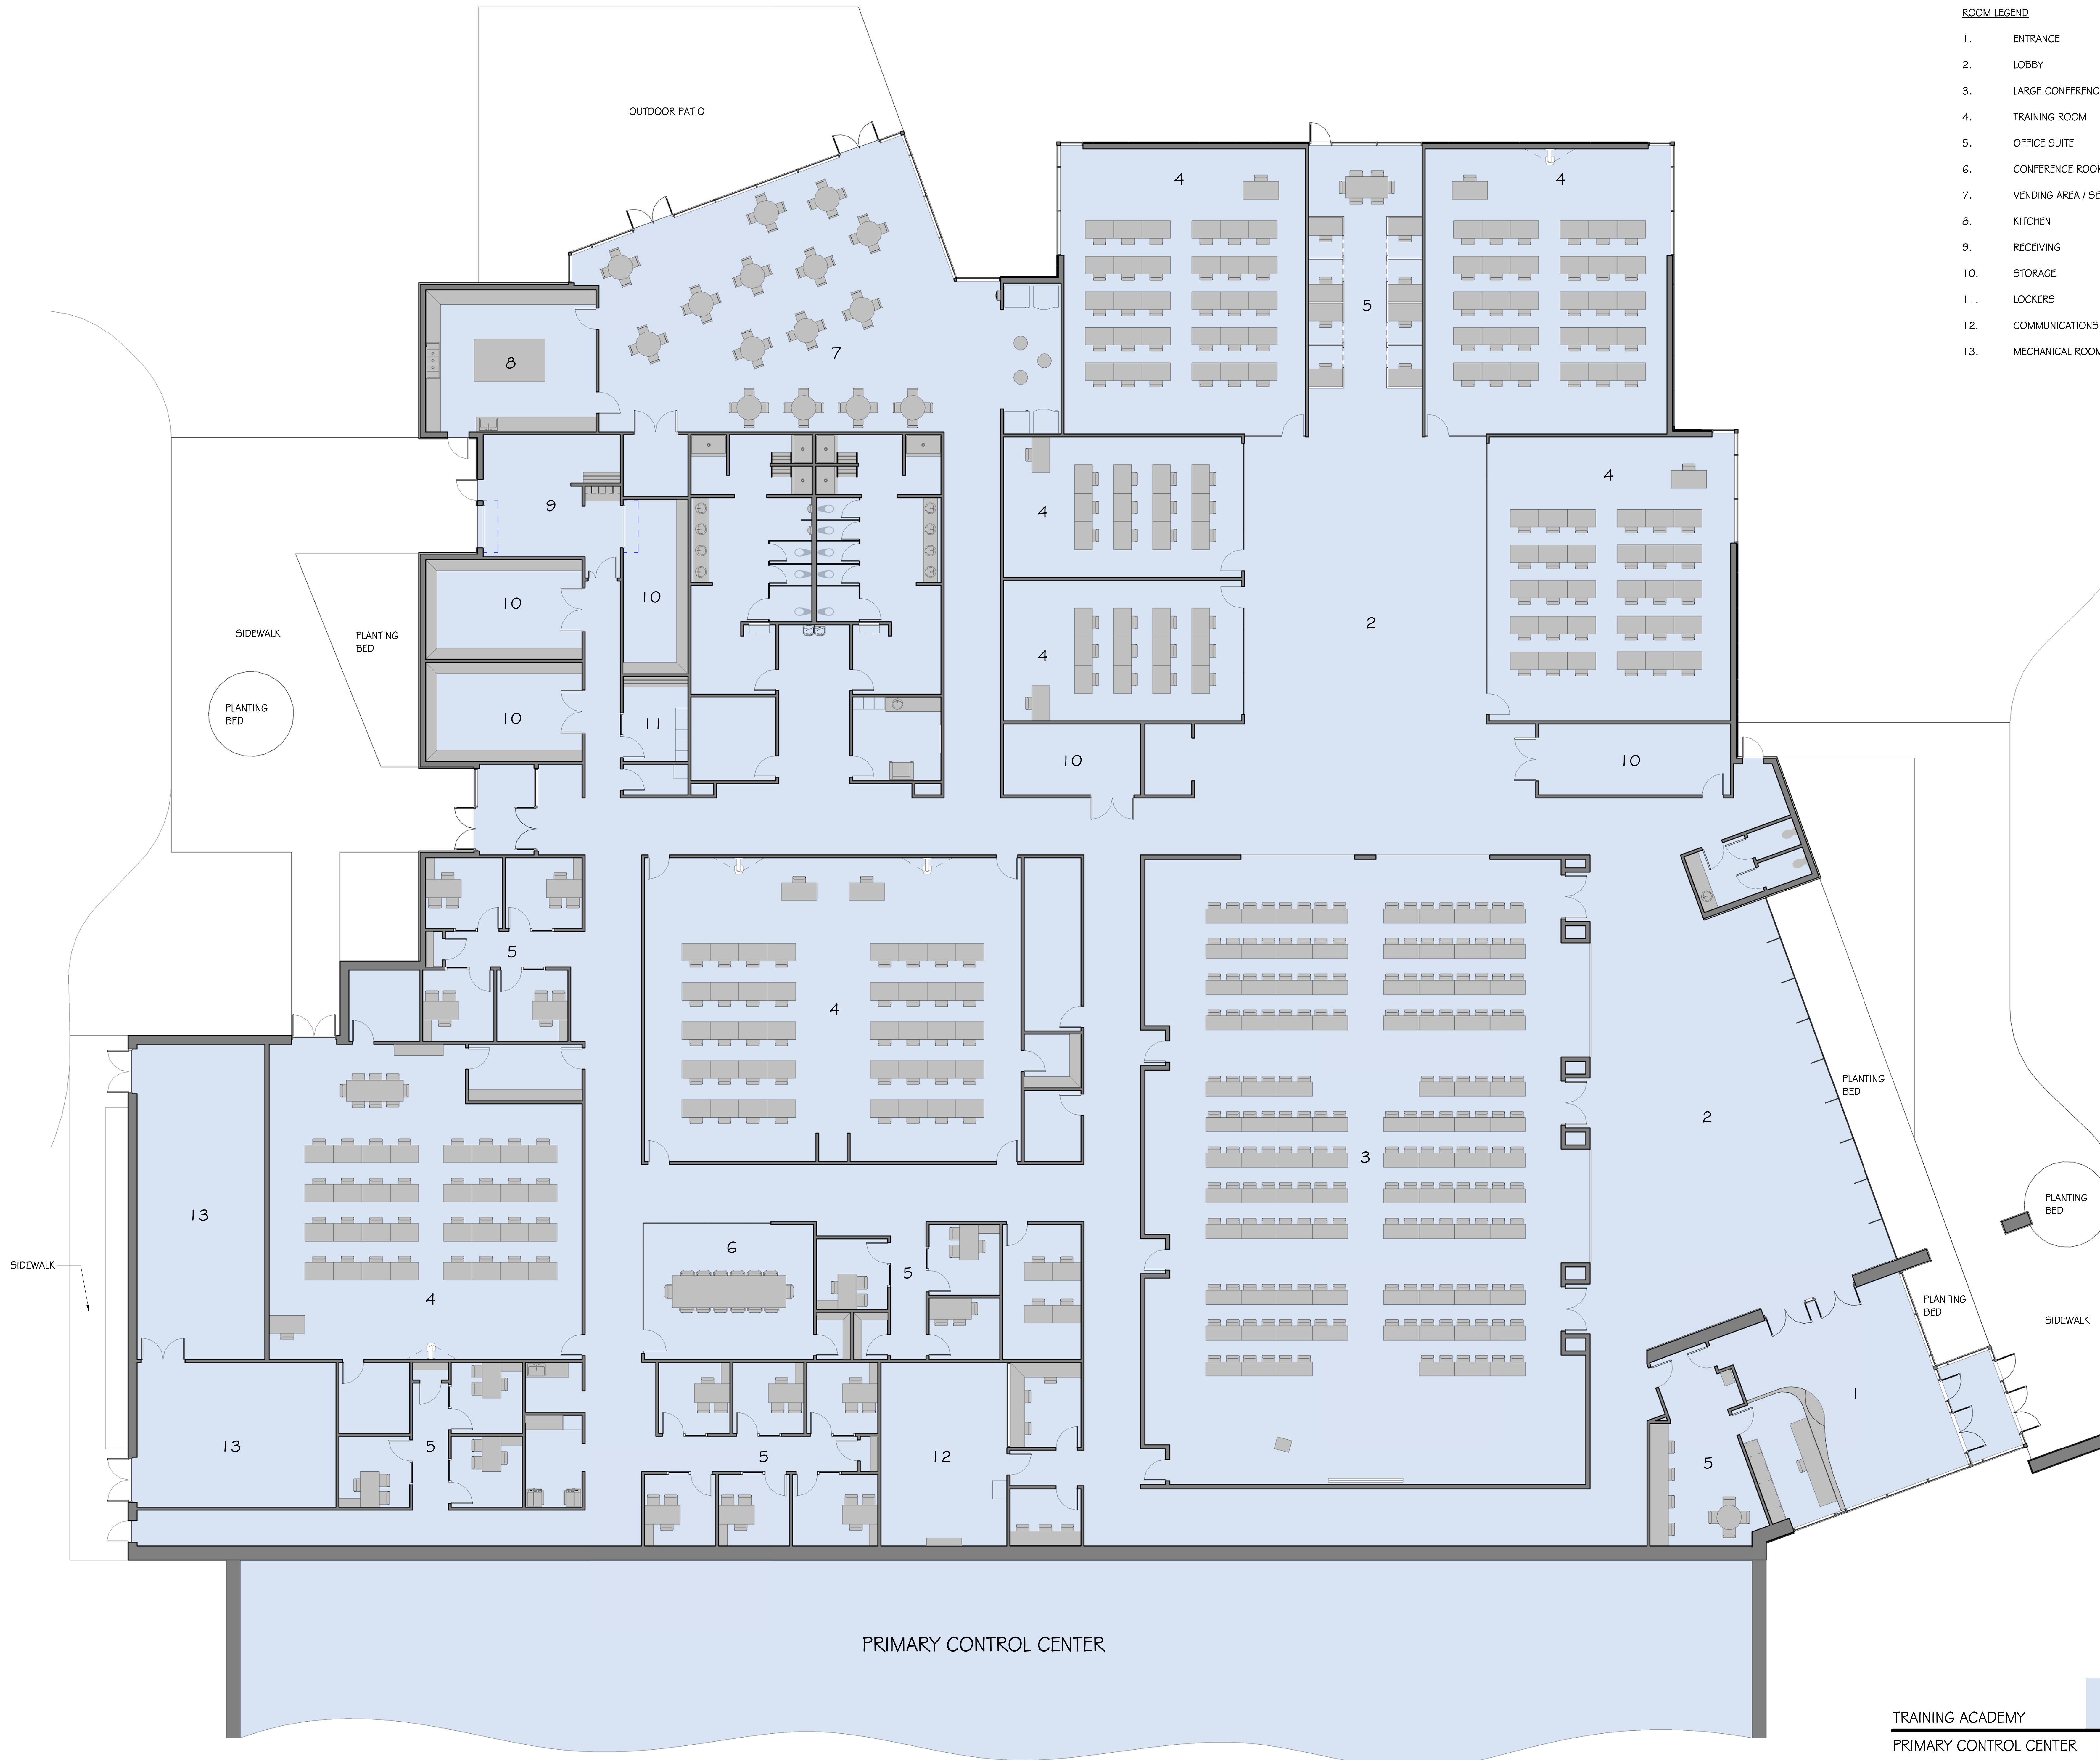 ROOM LEGEND
1. ENTRANCE
2. LOBBY
3. LARGE CONFERENC
4. TRAINING ROOM
5. OFFICE SUITE
6. CONFERENCE ROOM
7. VENDING AREA / SE
8. KITCHEN
9. RECEIVING
10. STORAGE
11. LOCKERS
12. COMMUNICATIONS
13. MECHANICAL ROOM
OUTDOOR PATIO
4
4
5
7
8
4
9
4
10
10
SIDEWALK
PLANTING
BED
2
4
PLANTING
BED
10
11
10
10
5
4
PLANTING
BED
2
3
PLANTING
BED
13
6
SIDEWALK
5
4
PLANTING
BED
SIDEWALK
1
13
5
5
12
5
PRIMARY CONTROL CENTER
TRAINING ACADEMY
PRIMARY CONTROL CENTER